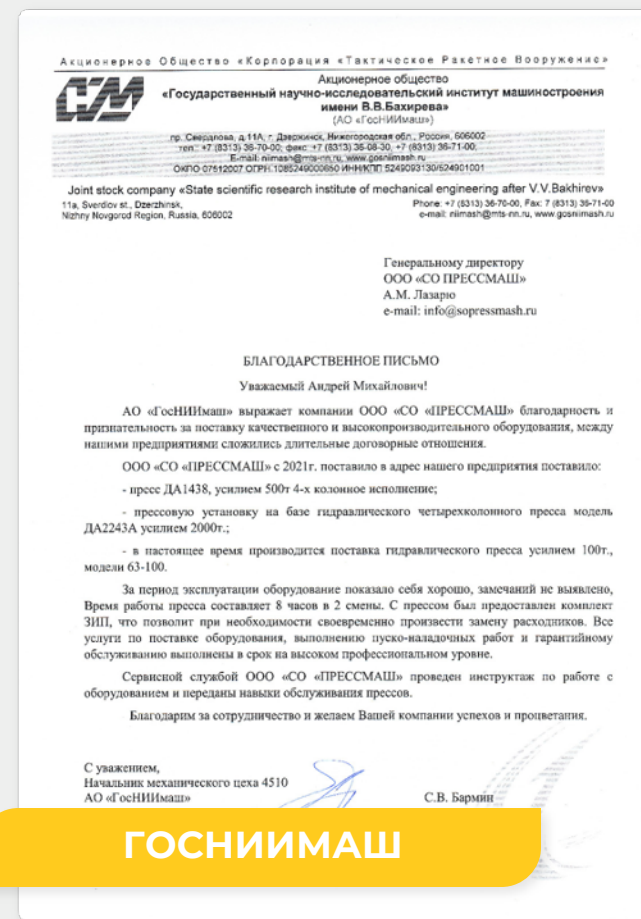 Акционерное Общество «Корпорация «Тактическое Ракетное Вооружение»
Акционерное общество
«Государственный научно-исследовательский институт машиностроения
имени В.В.Бахирева»
(АО «ГосНИИмаш»)
пр. Свердлова, д.11А, г. Дзержинск, Нижегородская обл., Россия, 606002
тел.: +7 (8313) 36-70-00, факс: +7 (8313) 36-08-30, +7 (8313) 36-71-00,
E-mail: niimash@mts-nn.ru, www.gosniimash.ru
ОКПО 07512007 ОГРН 1085249000650 ИНН/КПП 5249093130/524901001
Joint stock company «State scientific research institute of mechanical engineering after V.V.Bakhirev»
11a, Sverdlov st., Dzerzhinsk,
Nizhny Novgorod Region, Russia, 606002
Phone: +7 (8313) 36-70-00, Fax: 7 (8313) 36-71-00
e-mail: niimash@mts-nn.ru, www.gosniimash.ru
Генеральному директору
ООО «СО ПРЕССМАШ»
А.М. Лазарю
e-mail: info@sopressmash.ru
БЛАГОДАРСТВЕННОЕ ПИСЬМО
Уважаемый Андрей Михайлович!
АО «ГосНИИмаш» выражает компании ООО «СО «ПРЕССМАШ» благодарность и
признательность за поставку качественного и высокопроизводительного оборудования, между
нашими предприятиями сложились длительные договорные отношения.
ООО «СО «ПРЕССМАШ» с 2021г. поставило в адрес нашего предприятия поставило:
- пресс ДА1438, усилием 500т 4-х колонное исполнение;
- прессовую установку на базе гидравлического четырехколонного пресса модель
ДА2243А усилием 2000т.;
- в настоящее время производится поставка гидравлического пресса усилием 100т.,
модели 63-100.
За период эксплуатации оборудование показало себя хорошо, замечаний не выявлено,
Время работы пресса составляет 8 часов в 2 смены. С прессом был предоставлен комплект
ЗИП, что позволит при необходимости своевременно произвести замену расходников. Все
услуги по поставке оборудования, выполнению пуско-наладочных работ и гарантийному
обслуживанию выполнены в срок на высоком профессиональном уровне.
Сервисной службой ООО «СО «ПРЕССМАШ» проведен инструктаж по работе с
оборудованием и переданы навыки обслуживания прессов.
Благодарим за сотрудничество и желаем Вашей компании успехов и процветания.
С уважением,
Начальник механического цеха 4510
АО «ГосНИИмаш»
С.В. Бармин
ГОСНИИМАШ